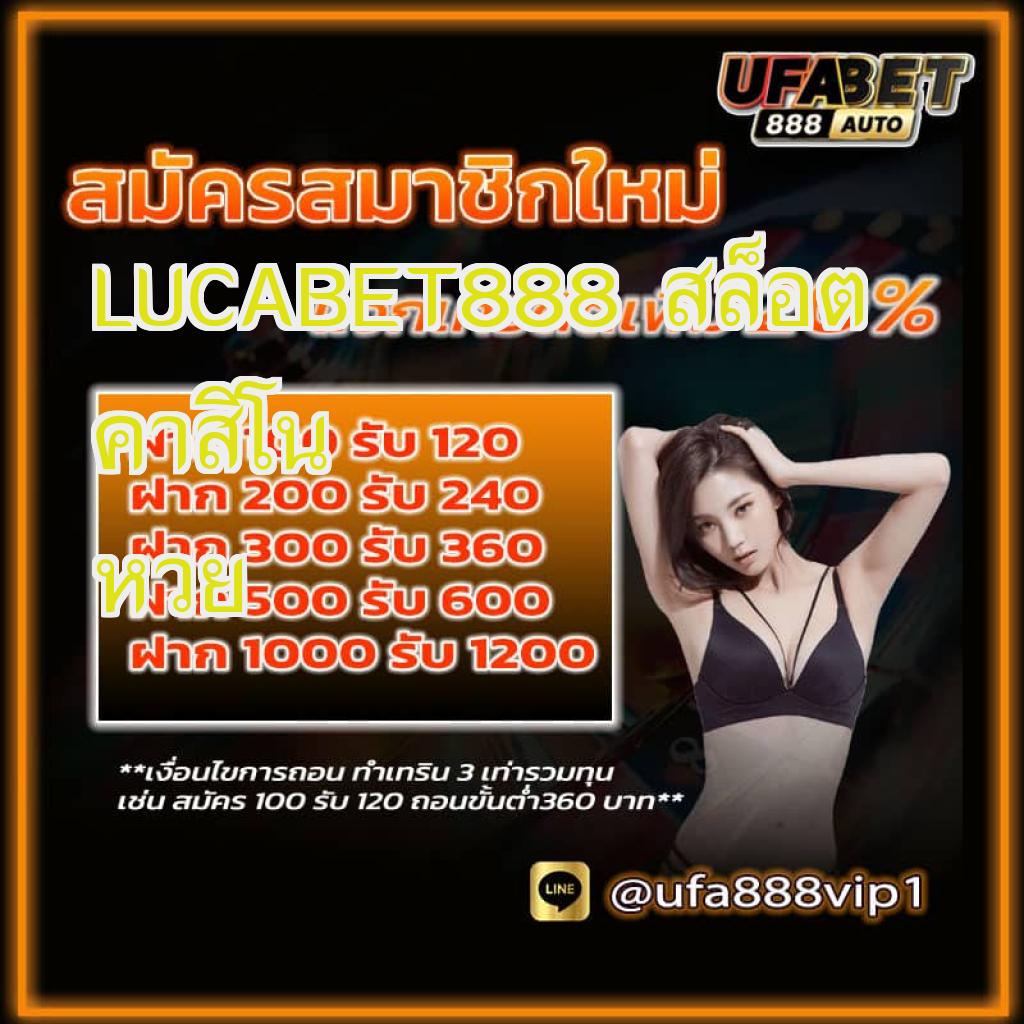 UFABET
888 AUTO
สมัครสมาชิกใหม่
LUCABET888 สล็อต
%
คาสิโน
รับ 120
ฝาก 200 รับ 240
ฝาก 300 รับ 360
หวย
500 รับ 600
ฝาก 1000 รับ 1200
**เงื่อนไขการถอน ทำเทริน 3 เท่ารวมทุน
เช่น สมัคร 100 รับ 120 ถอนขั้นต่ำ360 บาท**
LINE @ufa888vip1